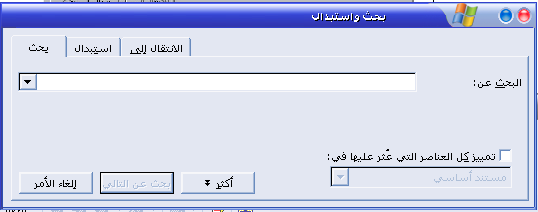 بحث واستبدال
بحث
استبدال
الانتقال إلى
البحث عن:
تمييز كل العناصر التي عُثر عليها في:
مستند أساسي
أكثر
بحث عن التالي
إلغاء الأمر